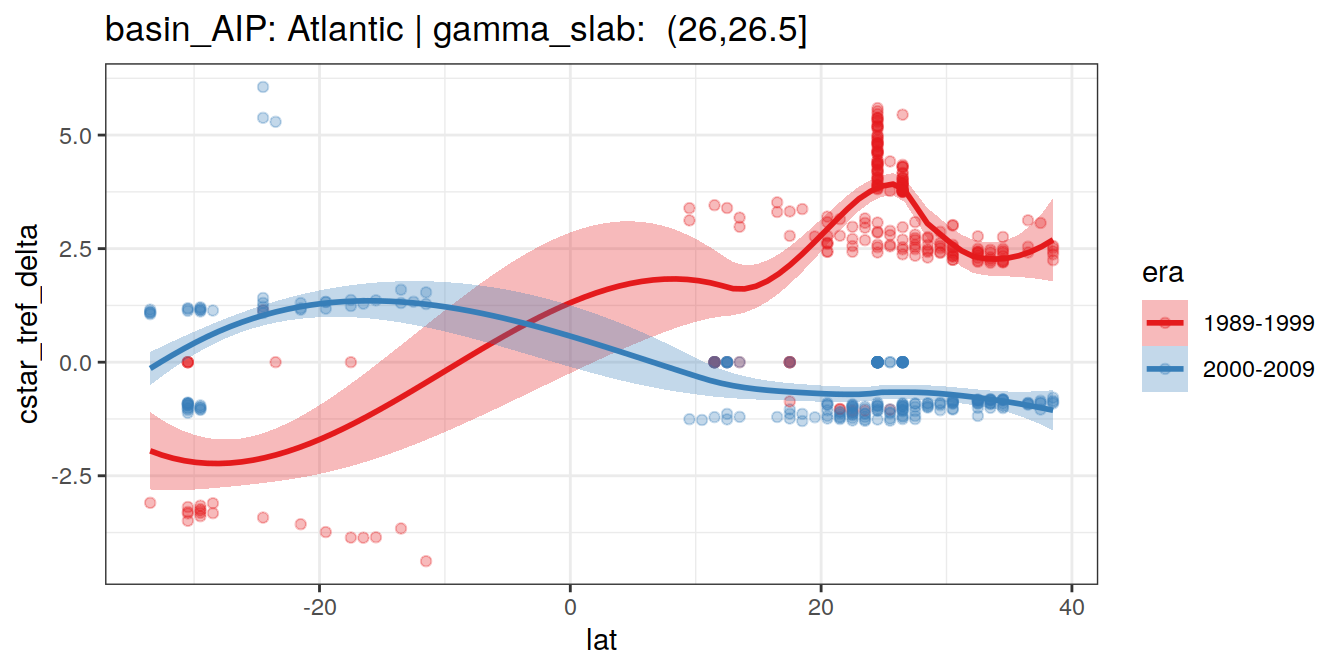 basin_AIP: Atlantic | gamma_slab:  (26,26.5]
cstar_tref_delta
5.0
2.5
0.0
-2.5
-20
0
20
40
lat
era
1989-1999
2000-2009